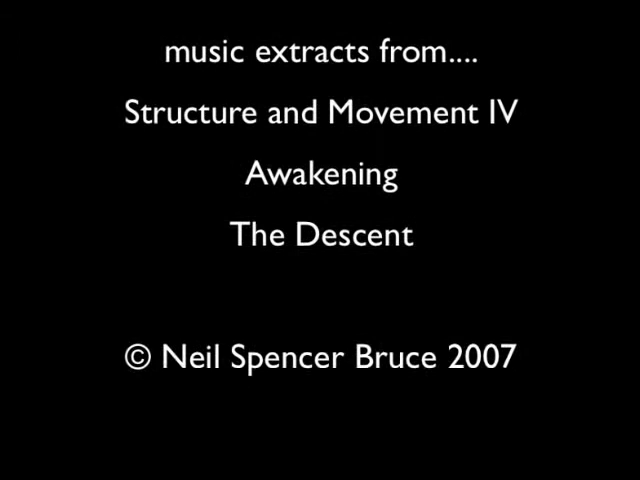 music extracts from....
Structure and Movement IV
Awakening
The Descent
© Neil Spencer Bruce 2007